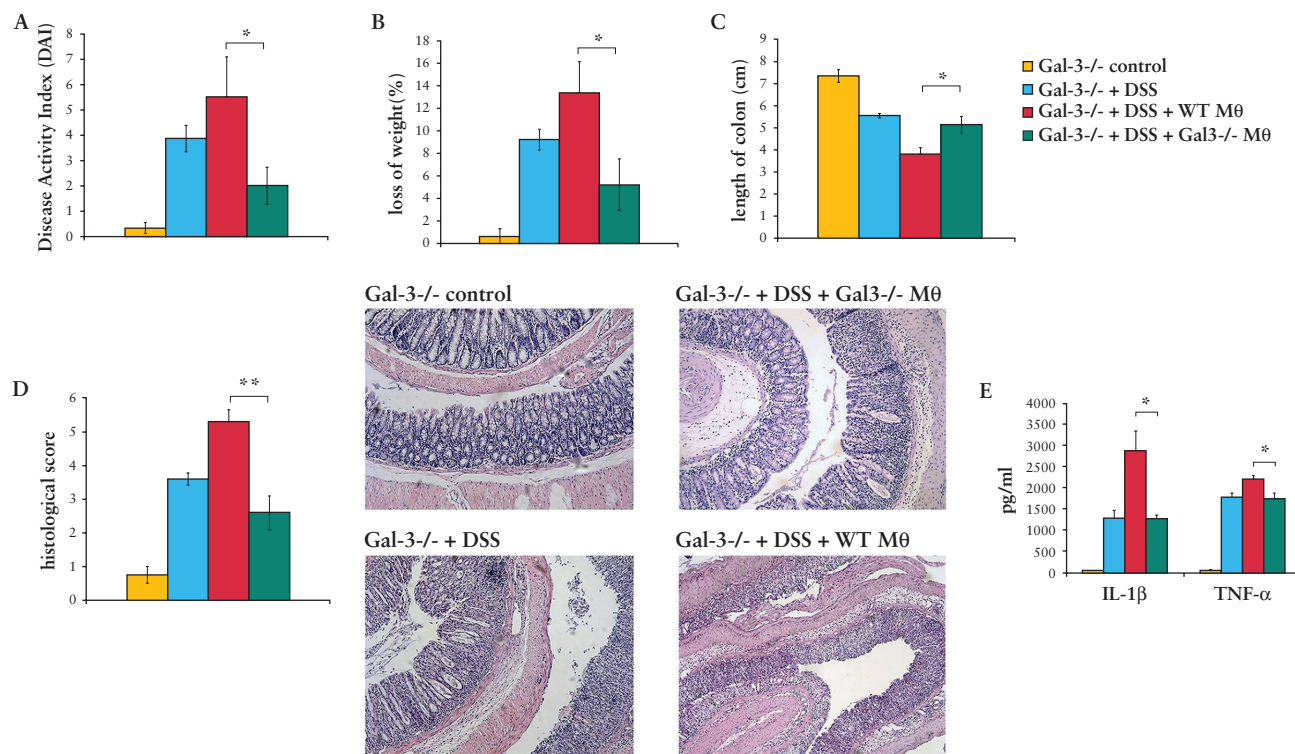 A
Disease Activity Index (DAI)
8
7
6
5
4
3
2
1
0
*
B
loss of weight(%)
18
16
14
12
10
8
6
4
2
0
*
C
length of colon (cm)
9
8
7
6
5
4
3
2
1
0
*
Gal-3-/- control
Gal-3-/- + DSS
Gal-3-/- + DSS + WT Mθ
Gal-3-/- + DSS + Gal3-/- Mθ
D
histological score
6
5
4
3
2
1
0
**
Gal-3-/- control
Gal-3-/- + DSS + Gal3-/- Mθ
Gal-3-/- + DSS
Gal-3-/- + DSS + WT Mθ
E
pg/ml
4000
3500
3000
2500
2000
1500
1000
500
0
*
*
IL-1β
TNF-α